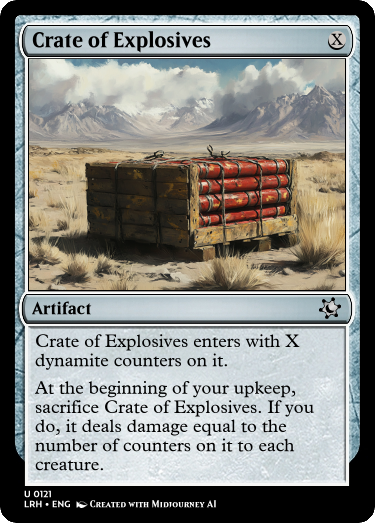 Crate of Explosives X
Artifact
Crate of Explosives enters with X
dynamite counters on it.
At the beginning of your upkeep,
sacrifice Crate of Explosives. If you
do, it deals damage equal to the
number of counters on it to each
creature.
U 0121
LRH • ENG Created with Midjourney AI